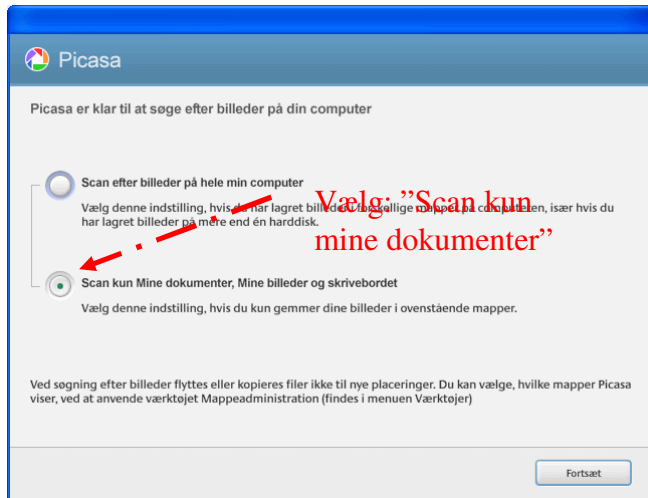 Picasa
Picasa er klar til at søge efter billeder på din computer
Scan efter billeder på hele min computer
Vælg denne indstilling, hvis du har lagret billeder i forskellige mapper på computeren, især hvis du
har lagret billeder på mere end én harddisk.
Vælg: ”Scan kun
mine dokumenter”
Scan kun Mine dokumenter, Mine billeder og skrivebordet
Vælg denne indstilling, hvis du kun gemmer dine billeder i ovenstående mapper.
Ved søgning efter billeder flyttes eller kopieres filer ikke til nye placeringer. Du kan vælge, hvilke mapper Picasa
viser, ved at anvende værktøjet Mappeadministration (findes i menuen Værktøjer)
Fortsæt